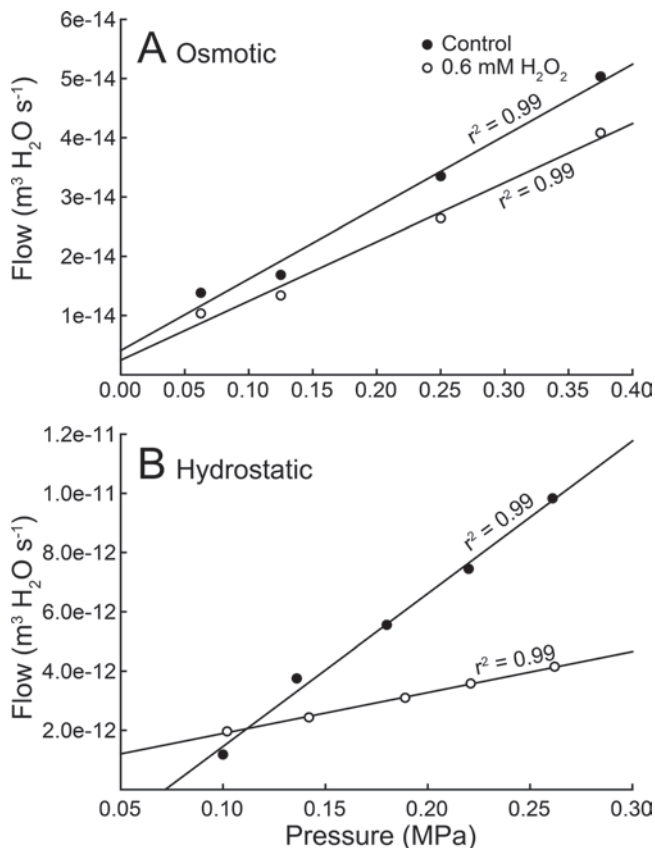 A Osmotic
Control
0.6 mM H₂O₂
r² = 0.99
r² = 0.99
Flow (m³ H₂O s⁻¹)
6e-14
5e-14
4e-14
3e-14
2e-14
1e-14
0.00 0.05 0.10 0.15 0.20 0.25 0.30 0.35 0.40
B Hydrostatic
r² = 0.99
r² = 0.99
Flow (m³ H₂O s⁻¹)
1.2e-11
1.0e-11
8.0e-12
6.0e-12
4.0e-12
2.0e-12
0.05 0.10 0.15 0.20 0.25 0.30
Pressure (MPa)